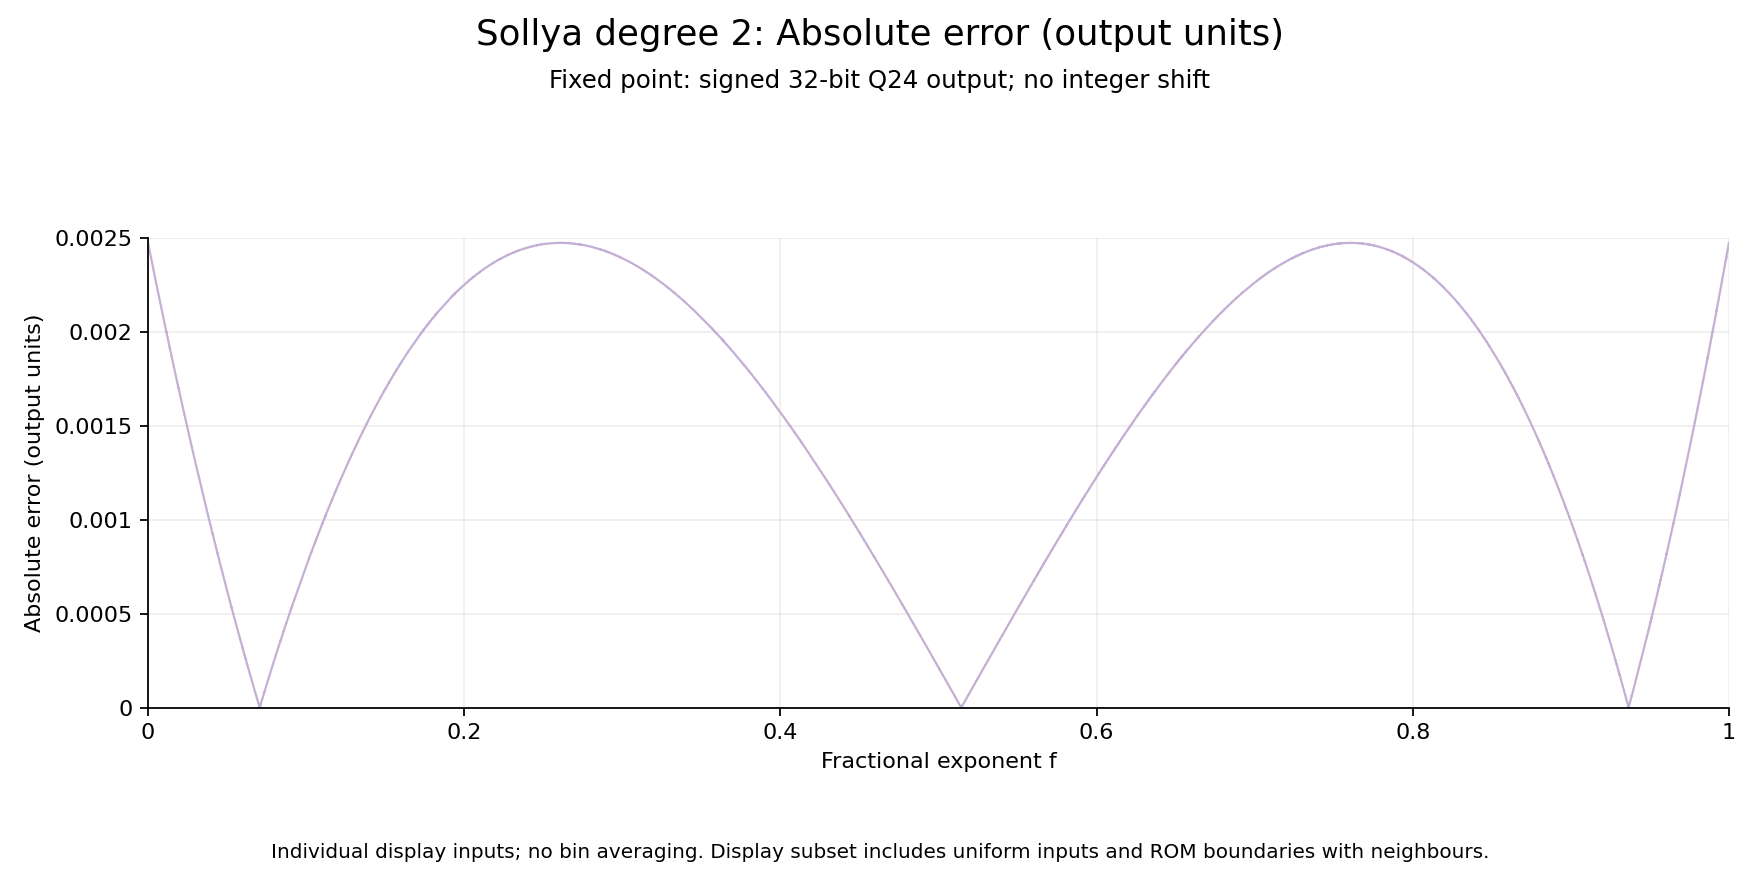 Sollya degree 2: Absolute error (output units)
Fixed point: signed 32-bit Q24 output; no integer shift
Absolute error (output units)
0.0025
0.002
0.0015
0.001
0.0005
0
0 0.2 0.4 0.6 0.8 1
Fractional exponent f
Individual display inputs; no bin averaging. Display subset includes uniform inputs and ROM boundaries with neighbours.